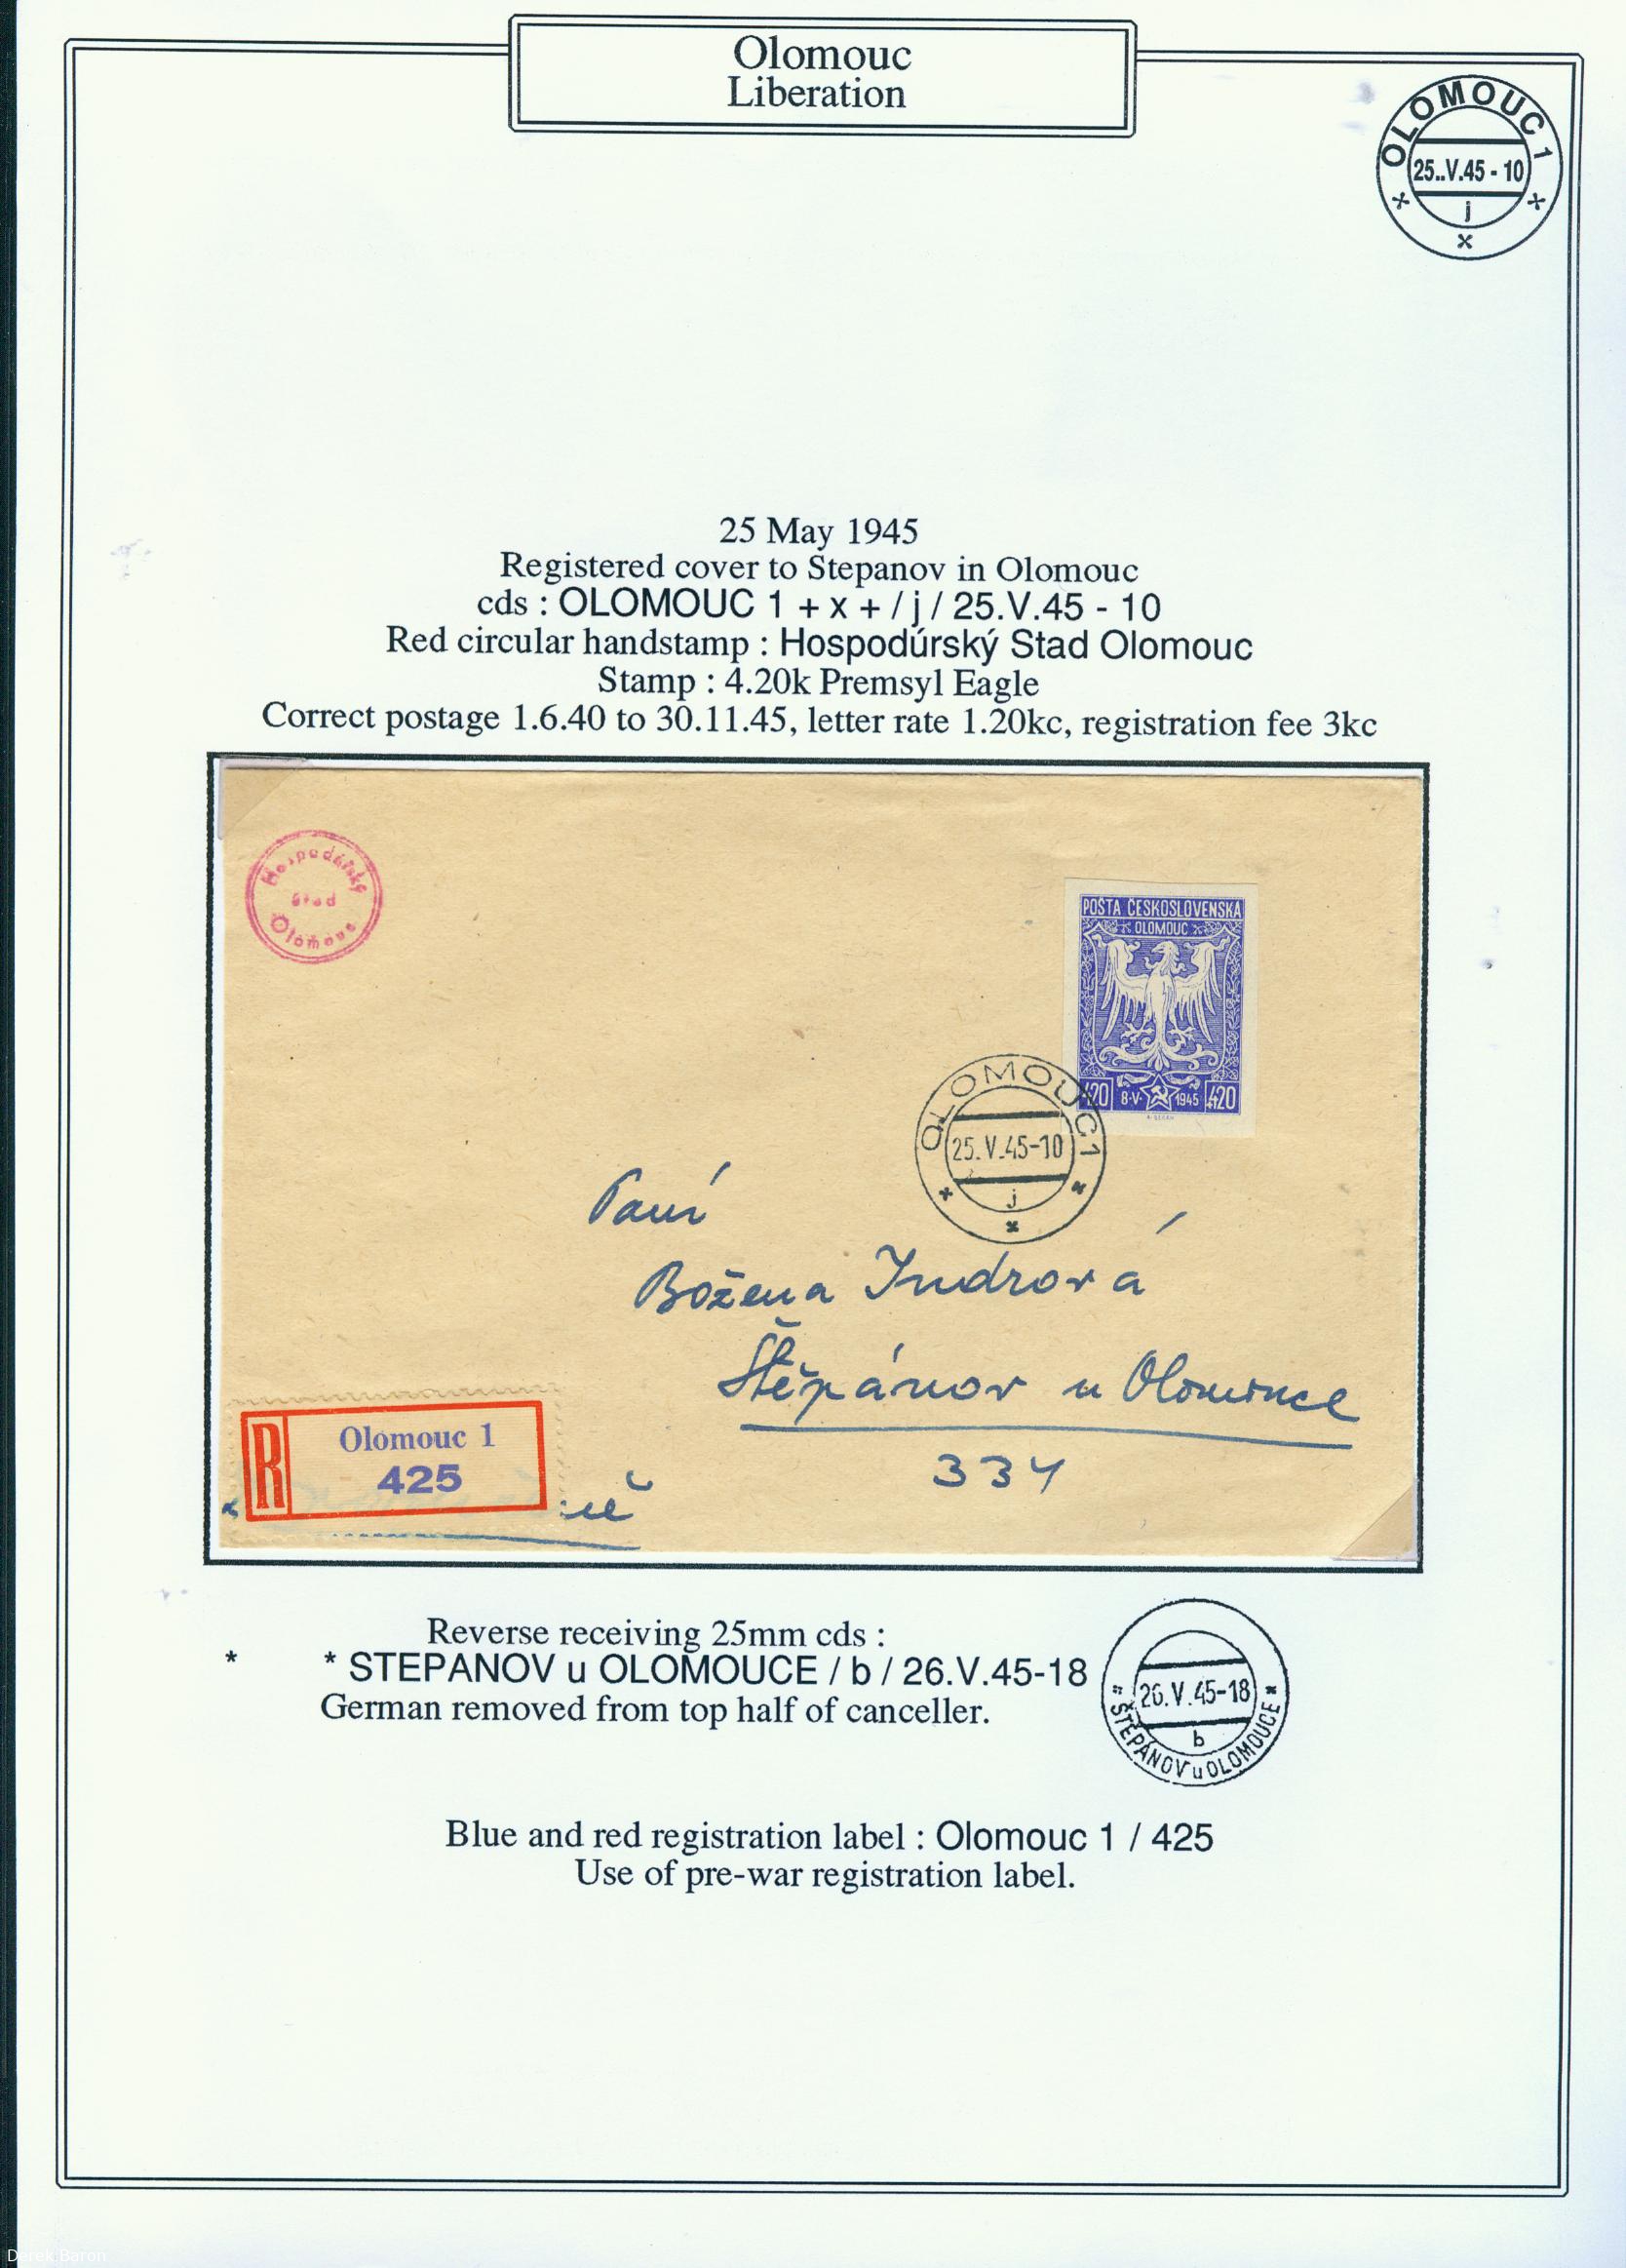 Olomouc
Liberation
OLOMOUC 1
25..V.45 - 10
j
25 May 1945
Registered cover to Stepanov in Olomouc
cds : OLOMOUC 1 + x + / j / 25.V.45 - 10
Red circular handstamp : Hospodúrský Stad Olomouc
Stamp : 4.20k Premsyl Eagle
Correct postage 1.6.40 to 30.11.45, letter rate 1.20kc, registration fee 3kc
Hospodářský
úřad
Olomouc
POŠTA ČESKOSLOVENSKÁ
OLOMOUC
420 8·V· 1945 420
OLOMOUC 1
25.V.45-10
j
Paní
Božena Indrová
Štěpánov u Olomouce
334
R Olomouc 1
425
Reverse receiving 25mm cds :
* * STEPANOV u OLOMOUCE / b / 26.V.45-18
German removed from top half of canceller.
26.V.45-18
b
ŠTĚPÁNOV u OLOMOUCE
Blue and red registration label : Olomouc 1 / 425
Use of pre-war registration label.
Derek Baron